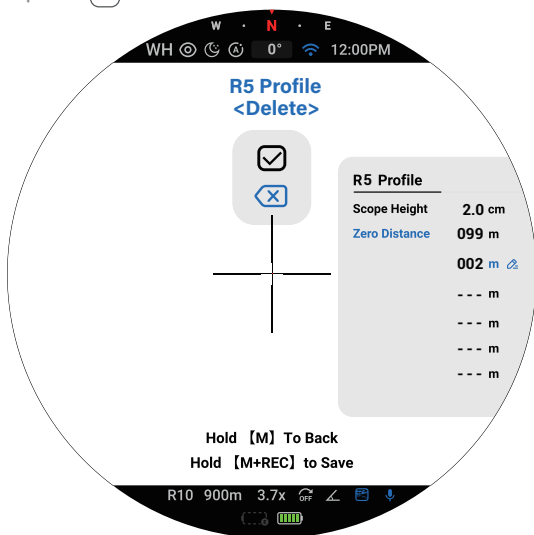 W · N · E
WH A 0° 12:00PM
R5 Profile
<Delete>
R5 Profile
Scope Height 2.0 cm
Zero Distance 099 m
002 m
--- m
--- m
--- m
--- m
Hold 【M】 To Back
Hold 【M+REC】 to Save
R10 900m 3.7x OFF